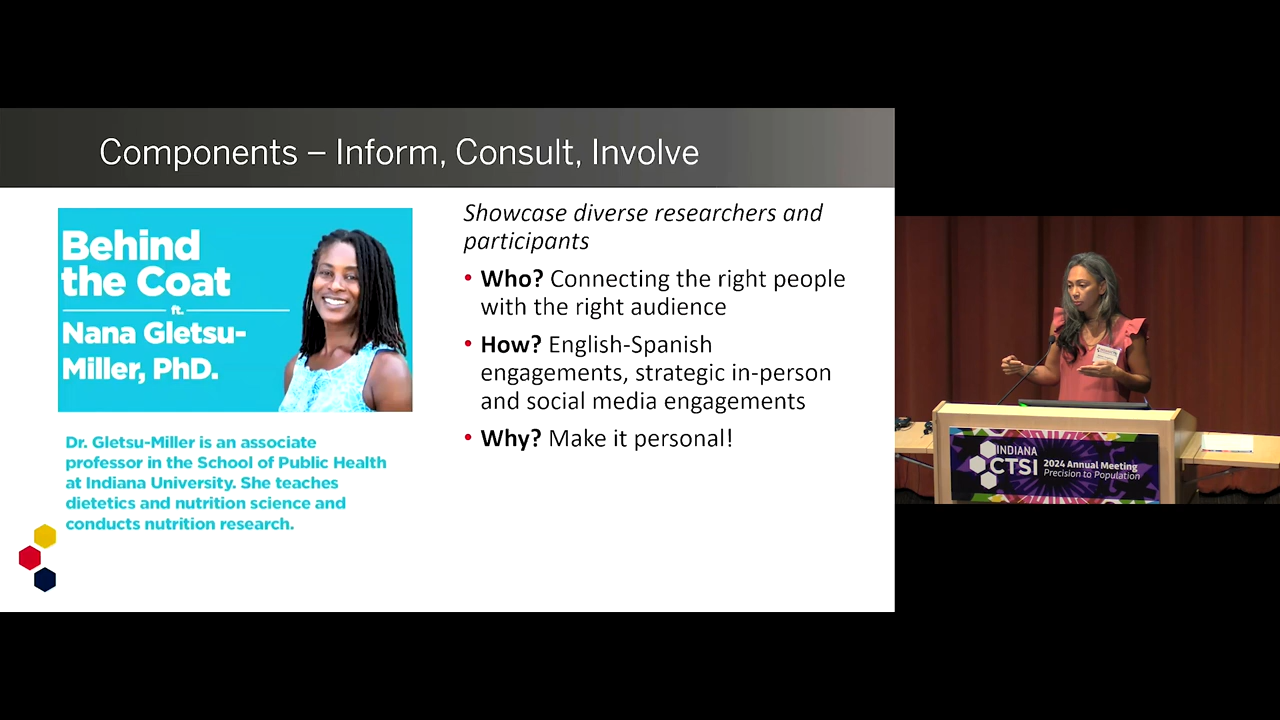 Components – Inform, Consult, Involve
Behind
the Coat
ft.
Nana Gletsu-
Miller, PhD.
Dr. Gletsu-Miller is an associate
professor in the School of Public Health
at Indiana University. She teaches
dietetics and nutrition science and
conducts nutrition research.
Showcase diverse researchers and
participants
• Who? Connecting the right people
with the right audience
• How? English-Spanish
engagements, strategic in-person
and social media engagements
• Why? Make it personal!
INDIANA
CTSI
2024 Annual Meeting
Precision to Population